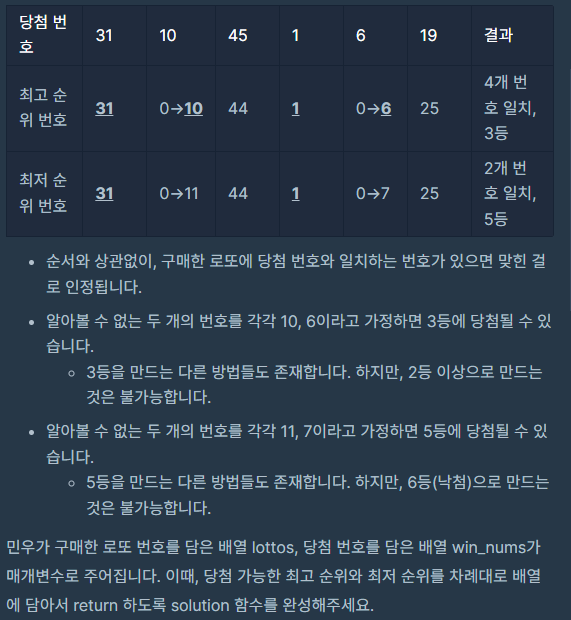 당첨 번
호 31 10 45 1 6 19 결과
최고 순
위 번호 31 0→10 44 1 0→6 25 4개 번
호 일치,
3등
최저 순
위 번호 31 0→11 44 1 0→7 25 2개 번
호 일치,
5등
• 순서와 상관없이, 구매한 로또에 당첨 번호와 일치하는 번호가 있으면 맞힌 걸
로 인정됩니다.
• 알아볼 수 없는 두 개의 번호를 각각 10, 6이라고 가정하면 3등에 당첨될 수 있
습니다.
◦ 3등을 만드는 다른 방법들도 존재합니다. 하지만, 2등 이상으로 만드는
것은 불가능합니다.
• 알아볼 수 없는 두 개의 번호를 각각 11, 7이라고 가정하면 5등에 당첨될 수 있
습니다.
◦ 5등을 만드는 다른 방법들도 존재합니다. 하지만, 6등(낙첨)으로 만드는
것은 불가능합니다.
민우가 구매한 로또 번호를 담은 배열 lottos, 당첨 번호를 담은 배열 win_nums가
매개변수로 주어집니다. 이때, 당첨 가능한 최고 순위와 최저 순위를 차례대로 배열
에 담아서 return 하도록 solution 함수를 완성해주세요.